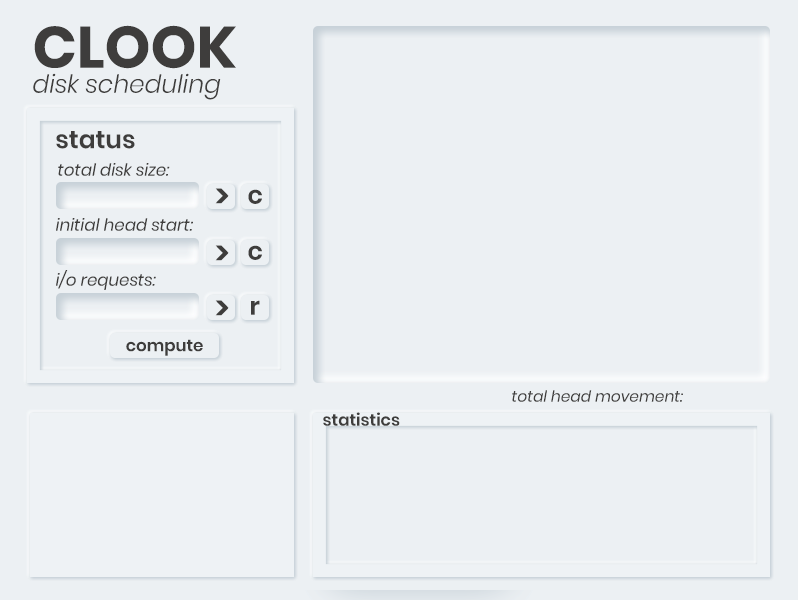 CLOOK
disk scheduling
status
total disk size:
❯ c
initial head start:
❯ c
i/o requests:
❯ r
compute
total head movement:
statistics